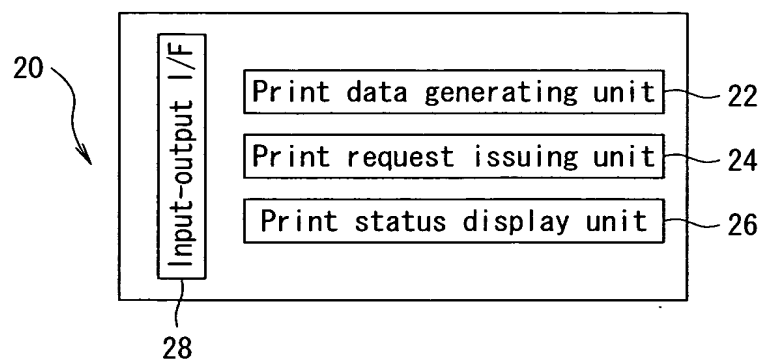 20
Input-output I/F
Print data generating unit
22
Print request issuing unit
24
Print status display unit
26
28